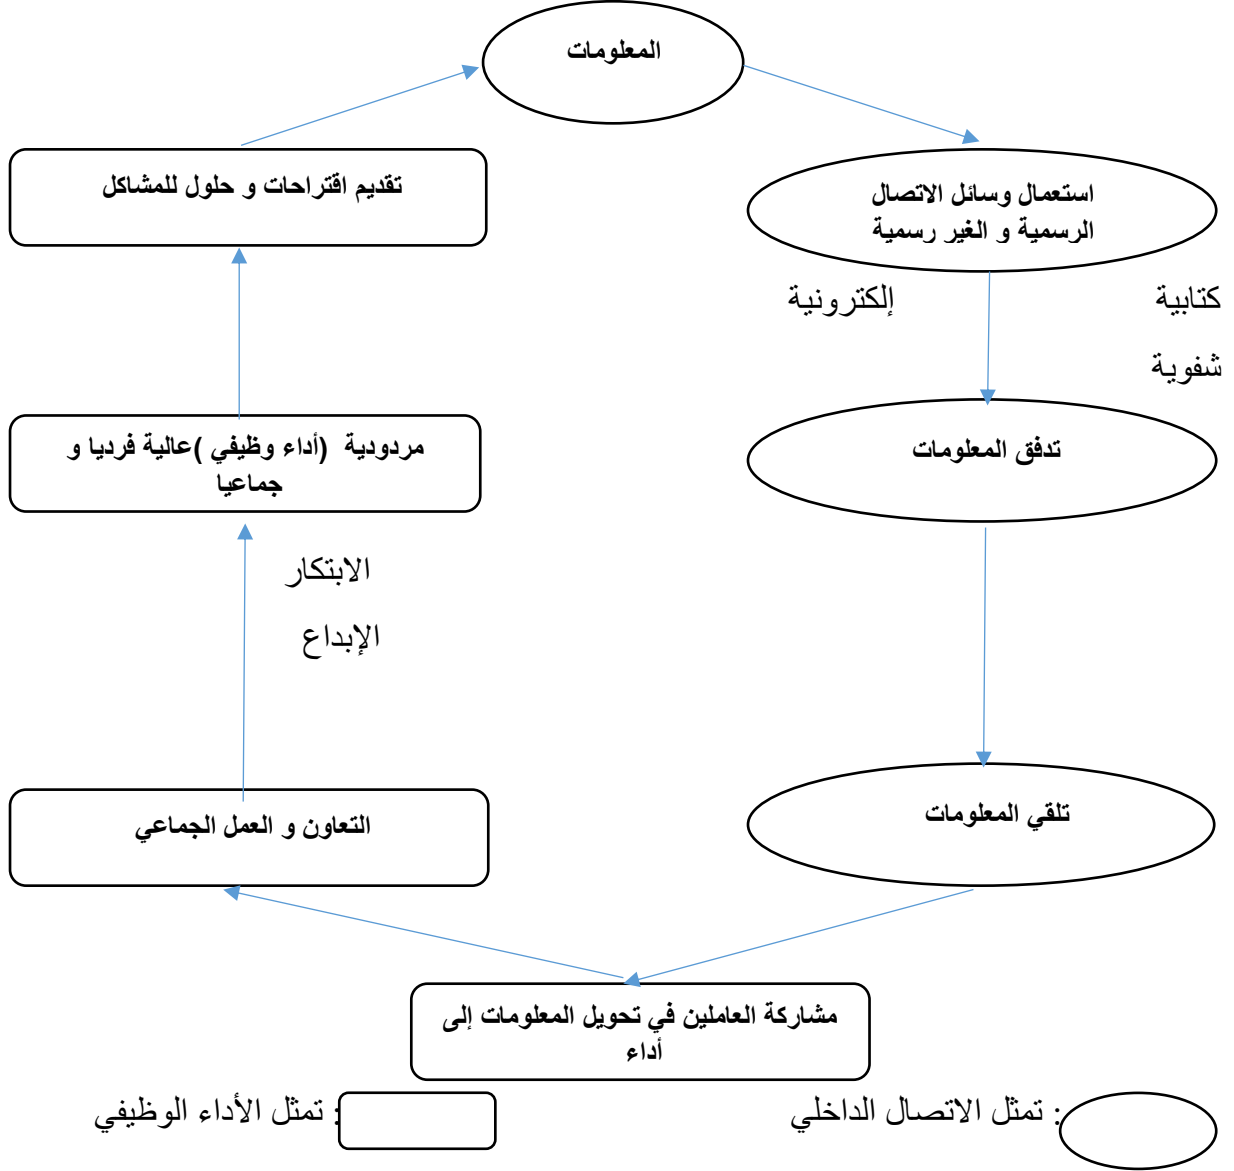 المعلومات
استعمال وسائل الاتصال
الرسمية و الغير رسمية
كتابية
إلكترونية
شفوية
تدفق المعلومات
تلقي المعلومات
مشاركة العاملين في تحويل المعلومات إلى
أداء
التعاون و العمل الجماعي
الابتكار
الإبداع
مردودية (أداء وظيفي )عالية فرديا و
جماعيا
تقديم اقتراحات و حلول للمشاكل
: تمثل الاتصال الداخلي
: تمثل الأداء الوظيفي